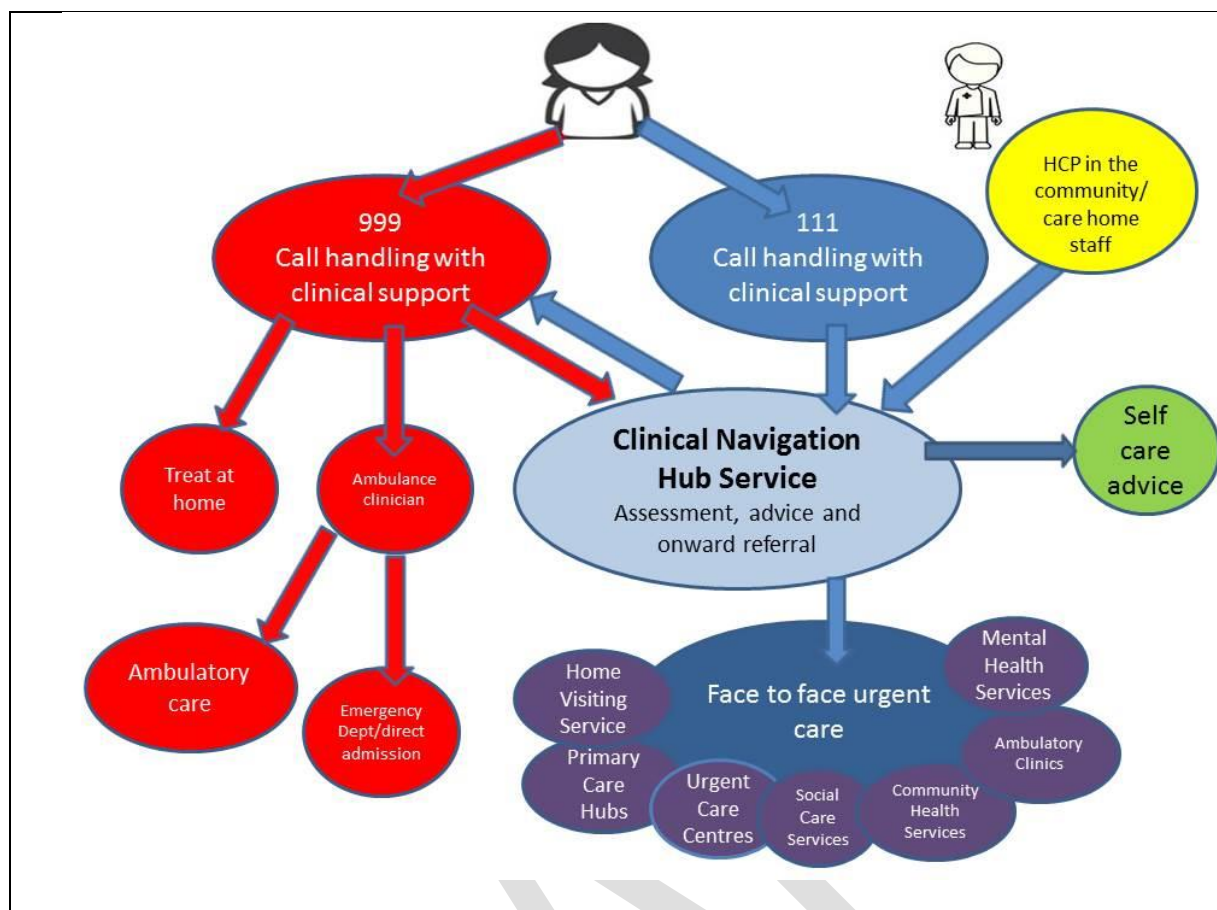 999
Call handling with
clinical support
111
Call handling with
clinical support
HCP in the
community/
care home
staff
Treat at
home
Ambulance
clinician
Clinical Navigation
Hub Service
Assessment, advice and
onward referral
Self
care
advice
Ambulatory
care
Emergency
Dept/direct
admission
Home
Visiting
Service
Face to face urgent
care
Mental
Health
Services
Primary
Care
Hubs
Urgent
Care
Centres
Social
Care
Services
Community
Health
Services
Ambulatory
Clinics